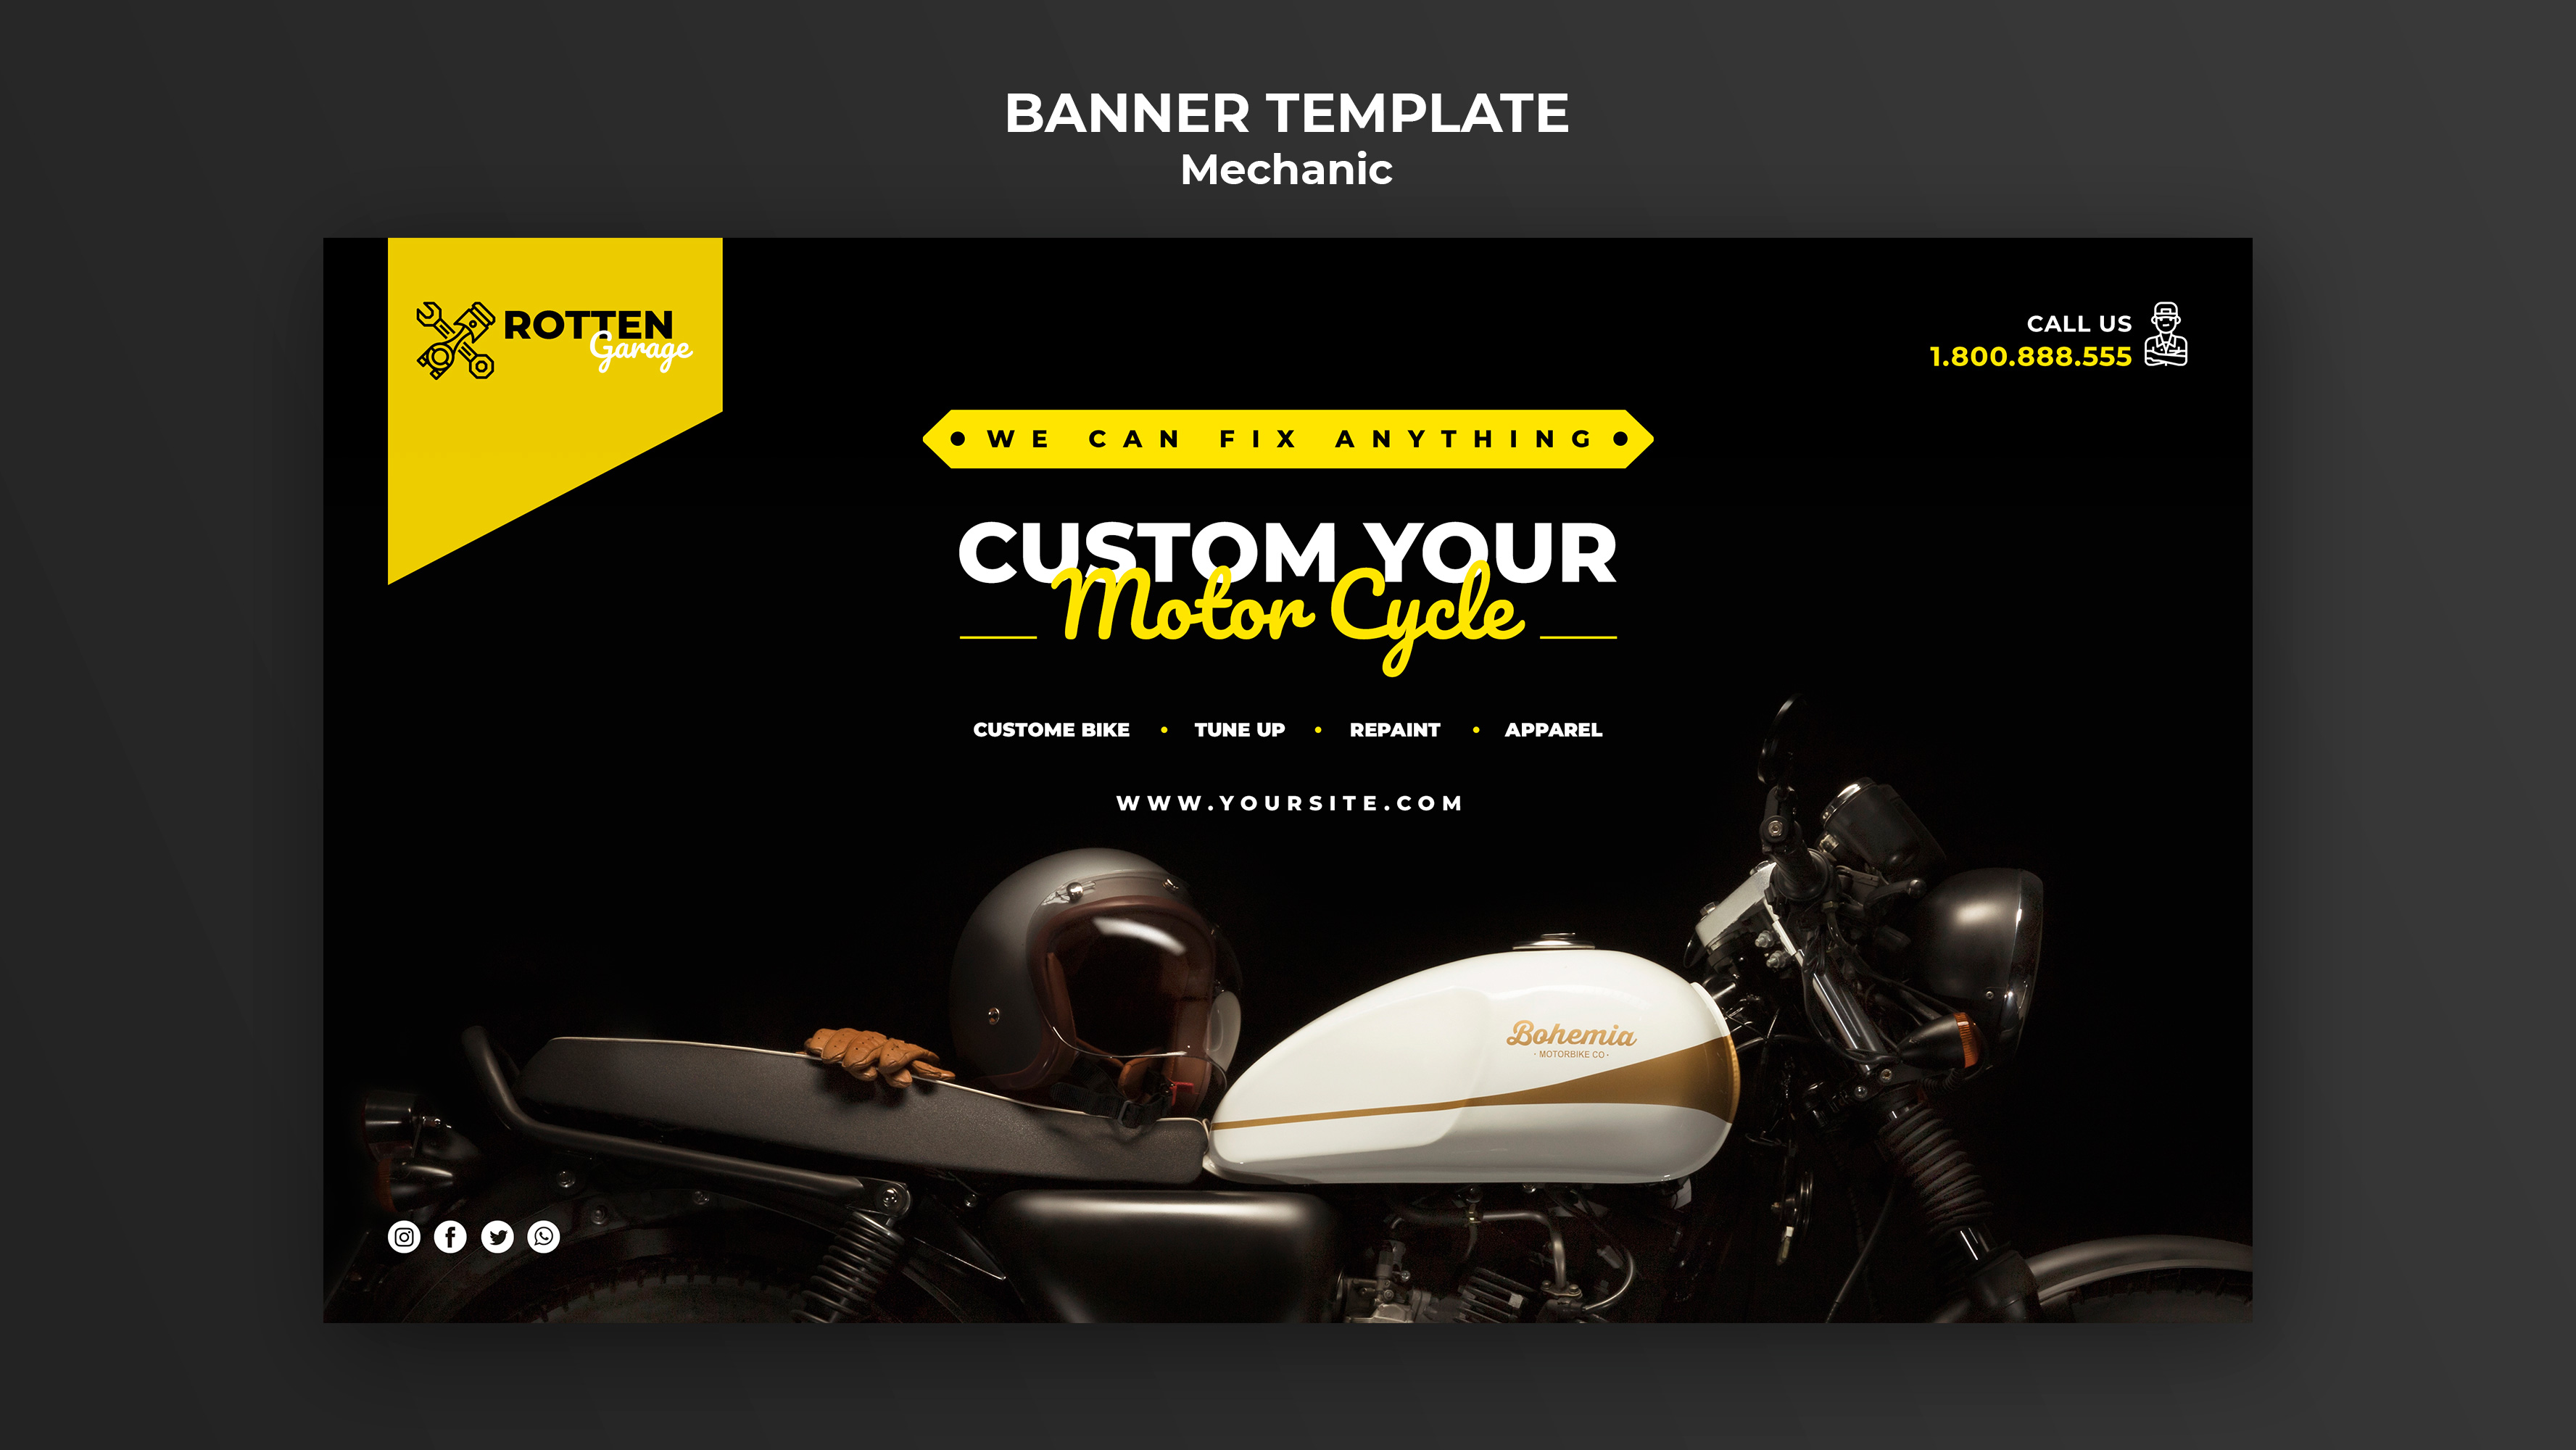 BANNER TEMPLATE
Mechanic
ROTTEN
Garage
CALL US
1.800.888.555
WE CAN FIX ANYTHING
CUSTOM YOUR
Motor Cycle
CUSTOME BIKE • TUNE UP • REPAINT • APPAREL
WWW.YOURSITE.COM
Bohemia
• MOTORBIKE CO •